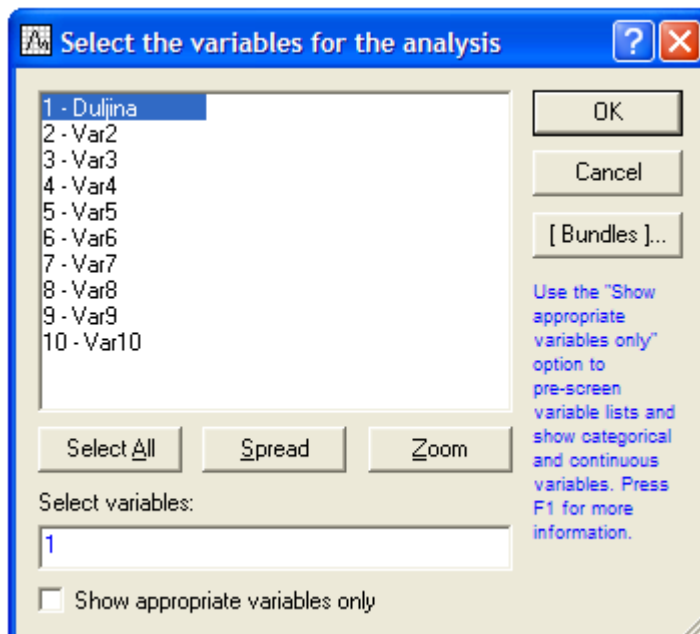 Select the variables for the analysis
1 - Duljina
2 - Var2
3 - Var3
4 - Var4
5 - Var5
6 - Var6
7 - Var7
8 - Var8
9 - Var9
10 - Var10
OK
Cancel
[ Bundles ]...
Use the "Show
appropriate
variables only"
option to
pre-screen
variable lists and
show categorical
and continuous
variables. Press
F1 for more
information.
Select All
Spread
Zoom
Select variables:
1
Show appropriate variables only